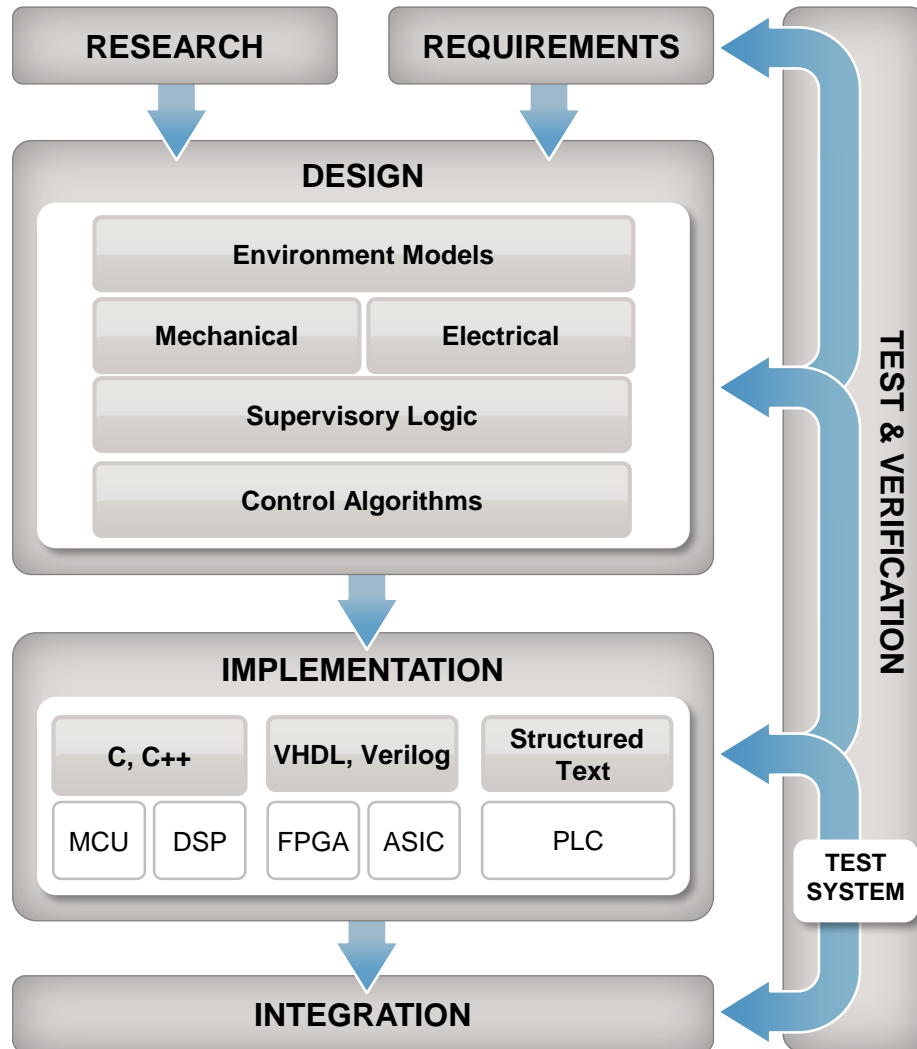 RESEARCH
REQUIREMENTS
DESIGN
Environment Models
Mechanical
Electrical
Supervisory Logic
Control Algorithms
IMPLEMENTATION
C, C++
VHDL, Verilog
Structured
Text
MCU
DSP
FPGA
ASIC
PLC
INTEGRATION
TEST & VERIFICATION
TEST
SYSTEM